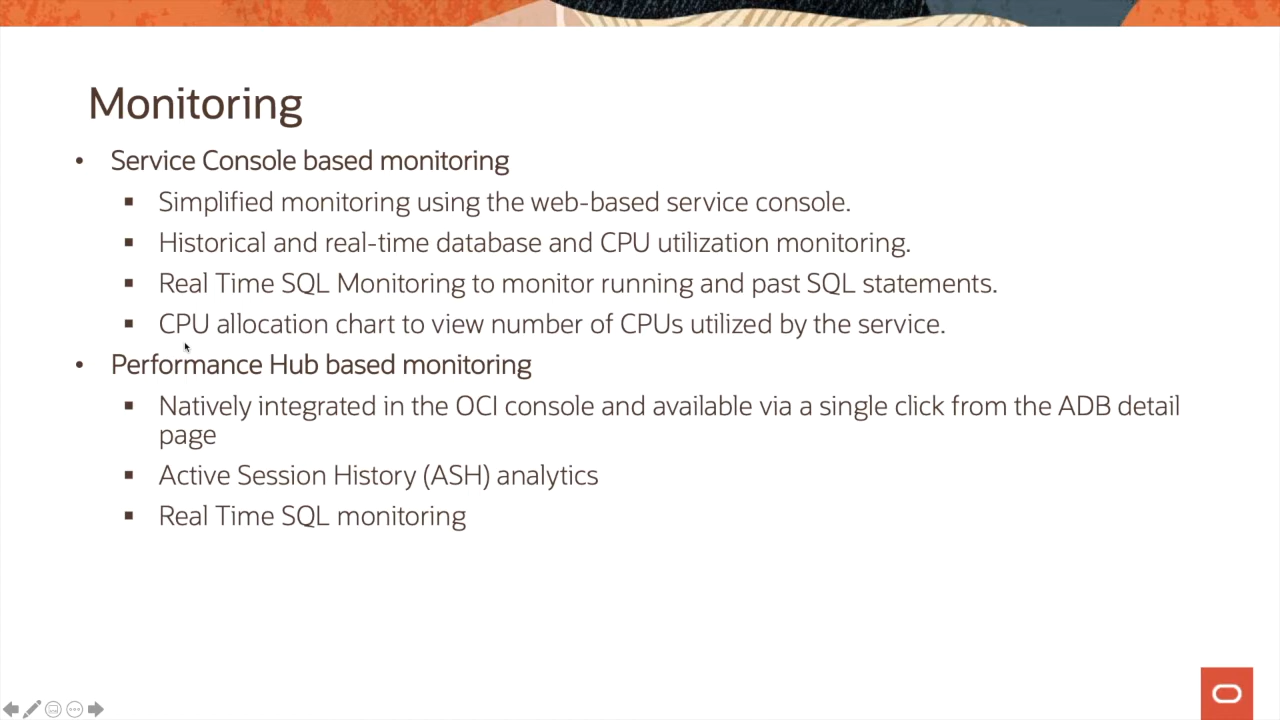 Monitoring
• Service Console based monitoring
▪ Simplified monitoring using the web-based service console.
▪ Historical and real-time database and CPU utilization monitoring.
▪ Real Time SQL Monitoring to monitor running and past SQL statements.
▪ CPU allocation chart to view number of CPUs utilized by the service.
• Performance Hub based monitoring
▪ Natively integrated in the OCI console and available via a single click from the ADB detail
page
▪ Active Session History (ASH) analytics
▪ Real Time SQL monitoring